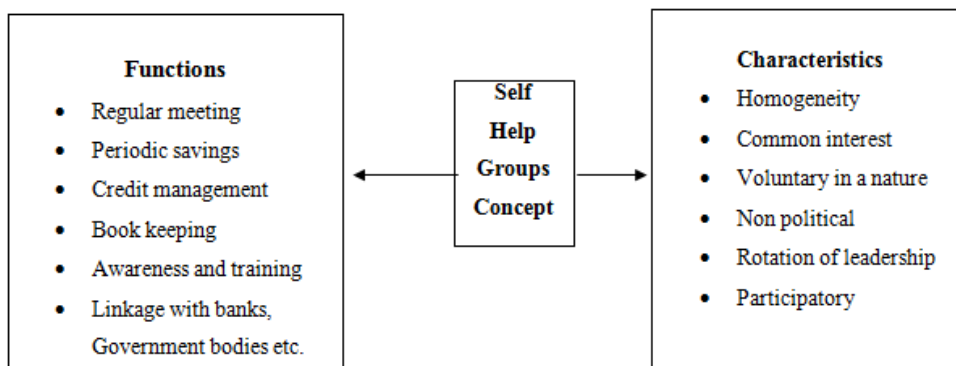 Functions
• Regular meeting
• Periodic savings
• Credit management
• Book keeping
• Awareness and training
• Linkage with banks,
Government bodies etc.
Self
Help
Groups
Concept
Characteristics
• Homogeneity
• Common interest
• Voluntary in a nature
• Non political
• Rotation of leadership
• Participatory